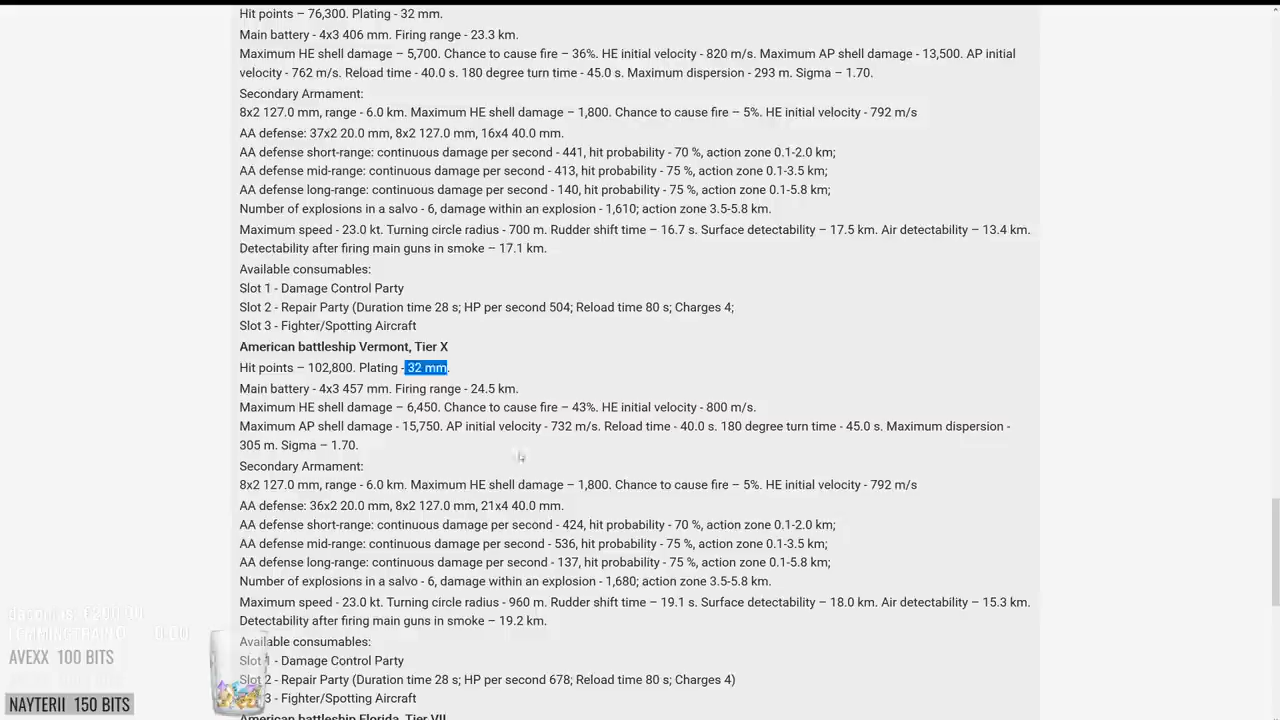 Hit points – 76,300. Plating - 32 mm.
Main battery - 4x3 406 mm. Firing range - 23.3 km.
Maximum HE shell damage – 5,700. Chance to cause fire – 36%. HE initial velocity - 820 m/s. Maximum AP shell damage - 13,500. AP initial
velocity - 762 m/s. Reload time - 40.0 s. 180 degree turn time - 45.0 s. Maximum dispersion - 293 m. Sigma – 1.70.
Secondary Armament:
8x2 127.0 mm, range - 6.0 km. Maximum HE shell damage – 1,800. Chance to cause fire – 5%. HE initial velocity - 792 m/s
AA defense: 37x2 20.0 mm, 8x2 127.0 mm, 16x4 40.0 mm.
AA defense short-range: continuous damage per second - 441, hit probability - 70 %, action zone 0.1-2.0 km;
AA defense mid-range: continuous damage per second - 413, hit probability - 75 %, action zone 0.1-3.5 km;
AA defense long-range: continuous damage per second - 140, hit probability - 75 %, action zone 0.1-5.8 km;
Number of explosions in a salvo - 6, damage within an explosion - 1,610; action zone 3.5-5.8 km.
Maximum speed - 23.0 kt. Turning circle radius - 700 m. Rudder shift time – 16.7 s. Surface detectability – 17.5 km. Air detectability – 13.4 km.
Detectability after firing main guns in smoke – 17.1 km.
Available consumables:
Slot 1 - Damage Control Party
Slot 2 - Repair Party (Duration time 28 s; HP per second 504; Reload time 80 s; Charges 4;
Slot 3 - Fighter/Spotting Aircraft
American battleship Vermont, Tier X
Hit points – 102,800. Plating - 32 mm.
Main battery - 4x3 457 mm. Firing range - 24.5 km.
Maximum HE shell damage – 6,450. Chance to cause fire – 43%. HE initial velocity - 800 m/s.
Maximum AP shell damage - 15,750. AP initial velocity - 732 m/s. Reload time - 40.0 s. 180 degree turn time - 45.0 s. Maximum dispersion -
305 m. Sigma – 1.70.
Secondary Armament:
8x2 127.0 mm, range - 6.0 km. Maximum HE shell damage – 1,800. Chance to cause fire – 5%. HE initial velocity - 792 m/s
AA defense: 36x2 20.0 mm, 8x2 127.0 mm, 21x4 40.0 mm.
AA defense short-range: continuous damage per second - 424, hit probability - 70 %, action zone 0.1-2.0 km;
AA defense mid-range: continuous damage per second - 536, hit probability - 75 %, action zone 0.1-3.5 km;
AA defense long-range: continuous damage per second - 137, hit probability - 75 %, action zone 0.1-5.8 km;
Number of explosions in a salvo - 6, damage within an explosion - 1,680; action zone 3.5-5.8 km.
Maximum speed - 23.0 kt. Turning circle radius - 960 m. Rudder shift time – 19.1 s. Surface detectability – 18.0 km. Air detectability – 15.3 km.
Detectability after firing main guns in smoke – 19.2 km.
Available consumables:
Slot 1 - Damage Control Party
Slot 2 - Repair Party (Duration time 28 s; HP per second 678; Reload time 80 s; Charges 4)
3 - Fighter/Spotting Aircraft
American battleship Florida, Tier VII
AVEXX 100 BITS
NAYTERII 150 BITS